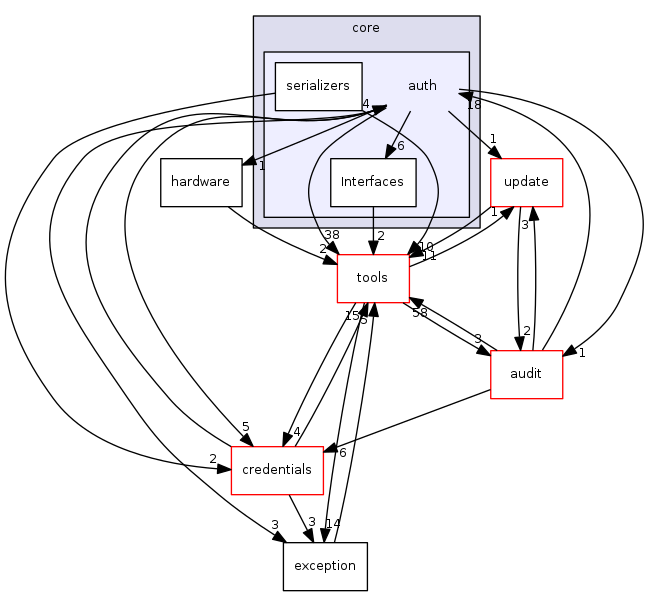 core
serializers
auth
4
18
1
6
1
hardware
Interfaces
update
38
2
2
10
11
1
3
tools
15
5
58
3
2
1
audit
5
4
6
2
credentials
3
3
14
exception